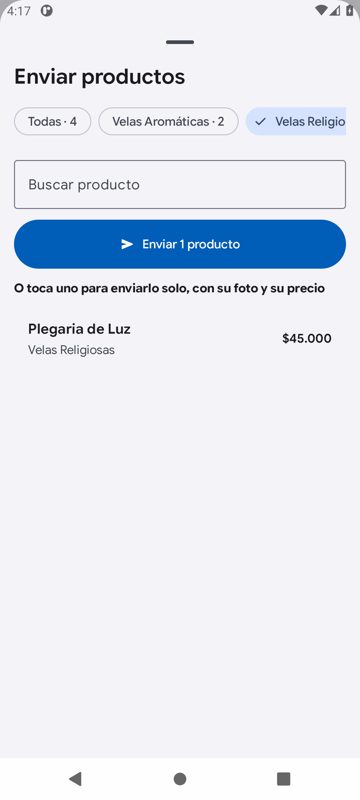 4:17
Enviar productos
Todas · 4
Velas Aromáticas · 2
Velas Religio
Buscar producto
Enviar 1 producto
O toca uno para enviarlo solo, con su foto y su precio
Plegaria de Luz
$45.000
Velas Religiosas